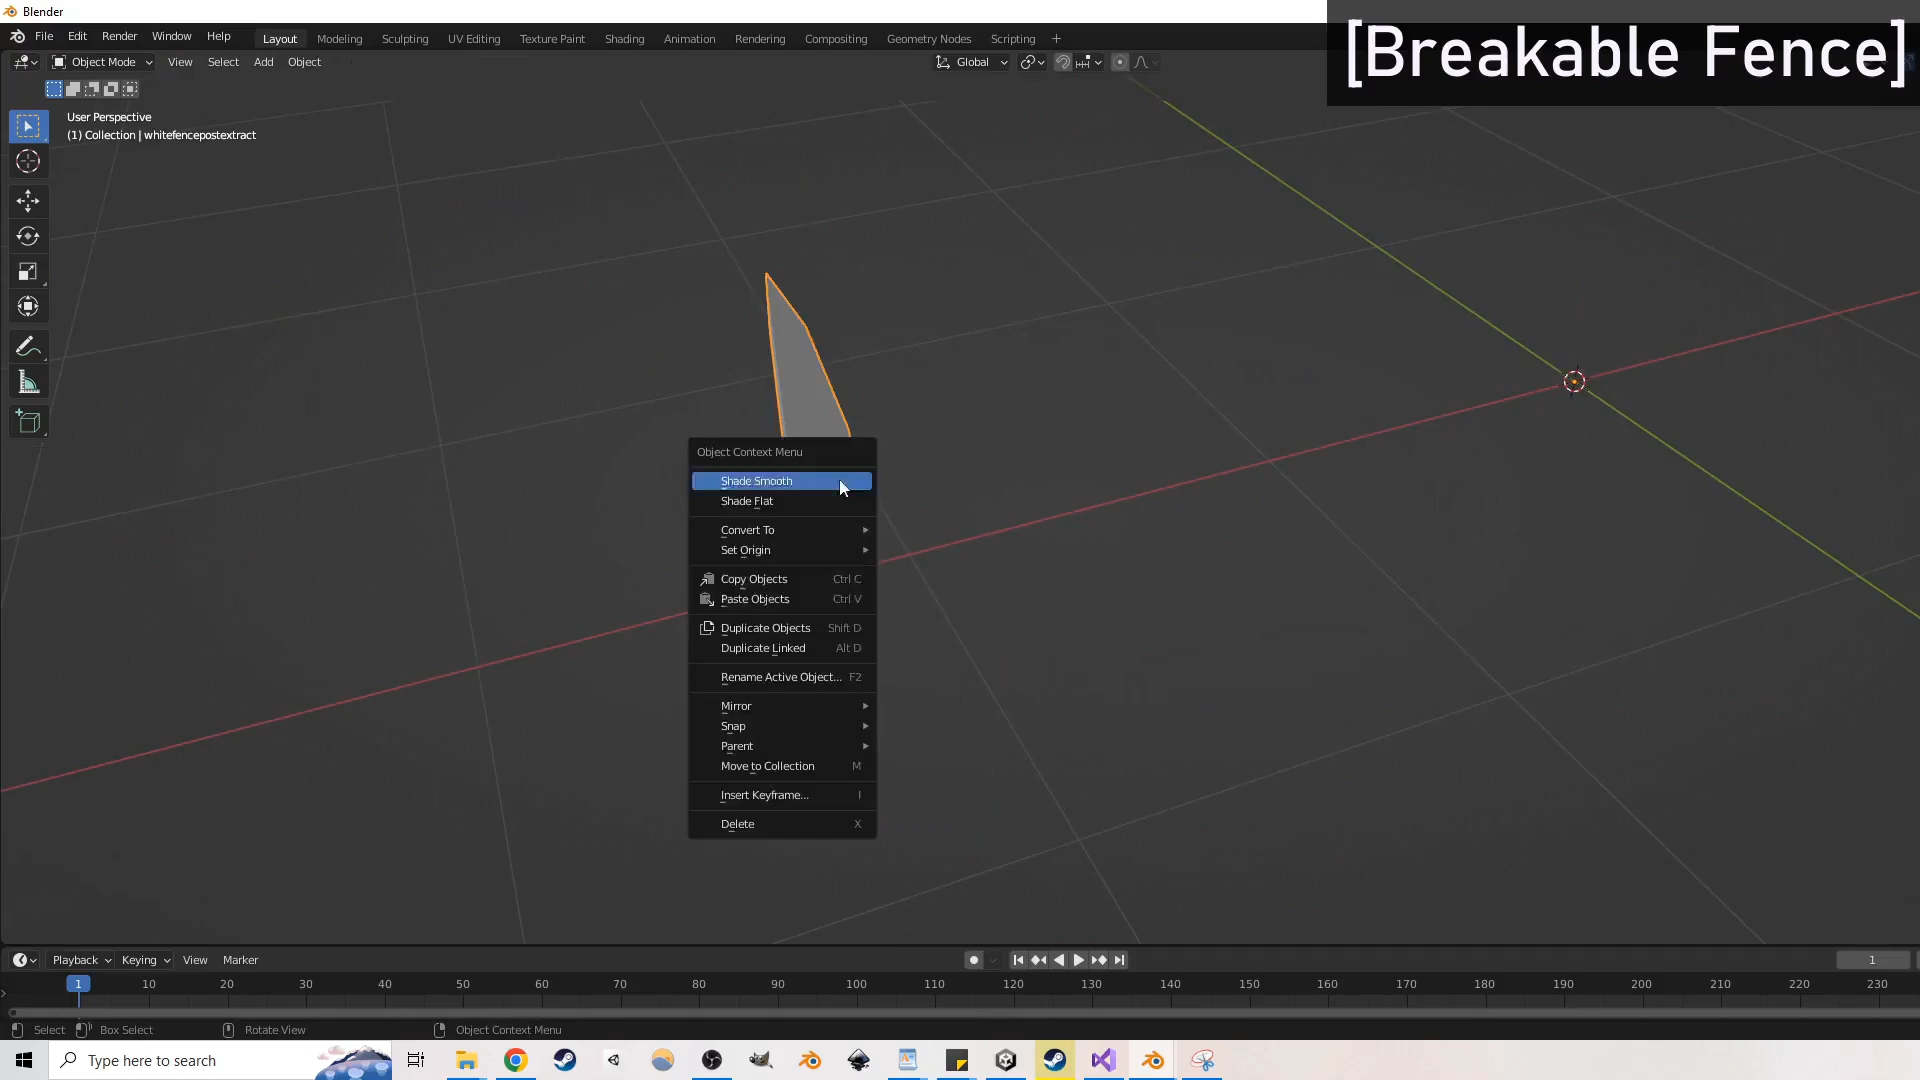 Blender
File Edit Render Window Help Layout Modeling Sculpting UV Editing Texture Paint Shading Animation Rendering Compositing Geometry Nodes Scripting +
[Breakable Fence]
Object Mode View Select Add Object Global
User Perspective
(1) Collection | whitefencepostextract
Object Context Menu
Shade Smooth
Shade Flat
Convert To
Set Origin
Copy Objects Ctrl C
Paste Objects Ctrl V
Duplicate Objects Shift D
Duplicate Linked Alt D
Rename Active Object... F2
Mirror
Snap
Parent
Move to Collection M
Insert Keyframe... I
Delete X
Playback Keying View Marker 1
1 10 20 30 40 50 60 70 80 90 100 110 120 130 140 150 160 170 180 190 200 210 220 230
Select Box Select Rotate View Object Context Menu
Type here to search